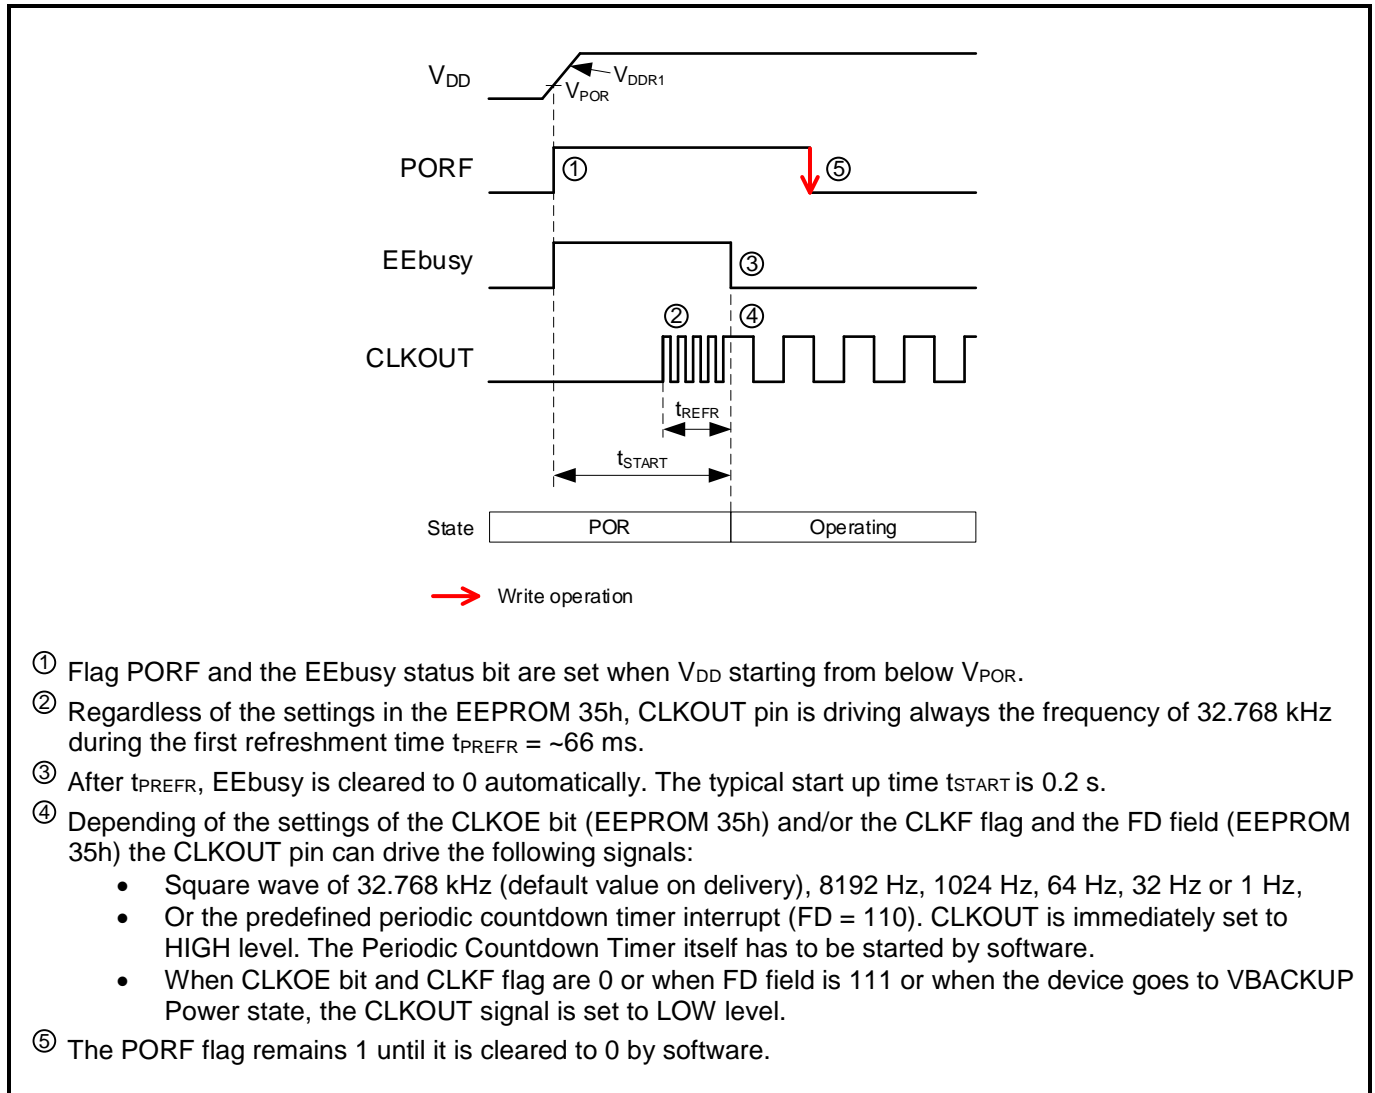 VDD
VDDR1
VPOR
PORF
①
⑤
EEbusy
③
②
④
CLKOUT
tREFR
tSTART
State
POR
Operating
Write operation
① Flag PORF and the EEbusy status bit are set when VDD starting from below VPOR.
② Regardless of the settings in the EEPROM 35h, CLKOUT pin is driving always the frequency of 32.768 kHz
during the first refreshment time tPREFR = ~66 ms.
③ After tPREFR, EEbusy is cleared to 0 automatically. The typical start up time tSTART is 0.2 s.
④ Depending of the settings of the CLKOE bit (EEPROM 35h) and/or the CLKF flag and the FD field (EEPROM
35h) the CLKOUT pin can drive the following signals:
• Square wave of 32.768 kHz (default value on delivery), 8192 Hz, 1024 Hz, 64 Hz, 32 Hz or 1 Hz,
• Or the predefined periodic countdown timer interrupt (FD = 110). CLKOUT is immediately set to
HIGH level. The Periodic Countdown Timer itself has to be started by software.
• When CLKOE bit and CLKF flag are 0 or when FD field is 111 or when the device goes to VBACKUP
Power state, the CLKOUT signal is set to LOW level.
⑤ The PORF flag remains 1 until it is cleared to 0 by software.